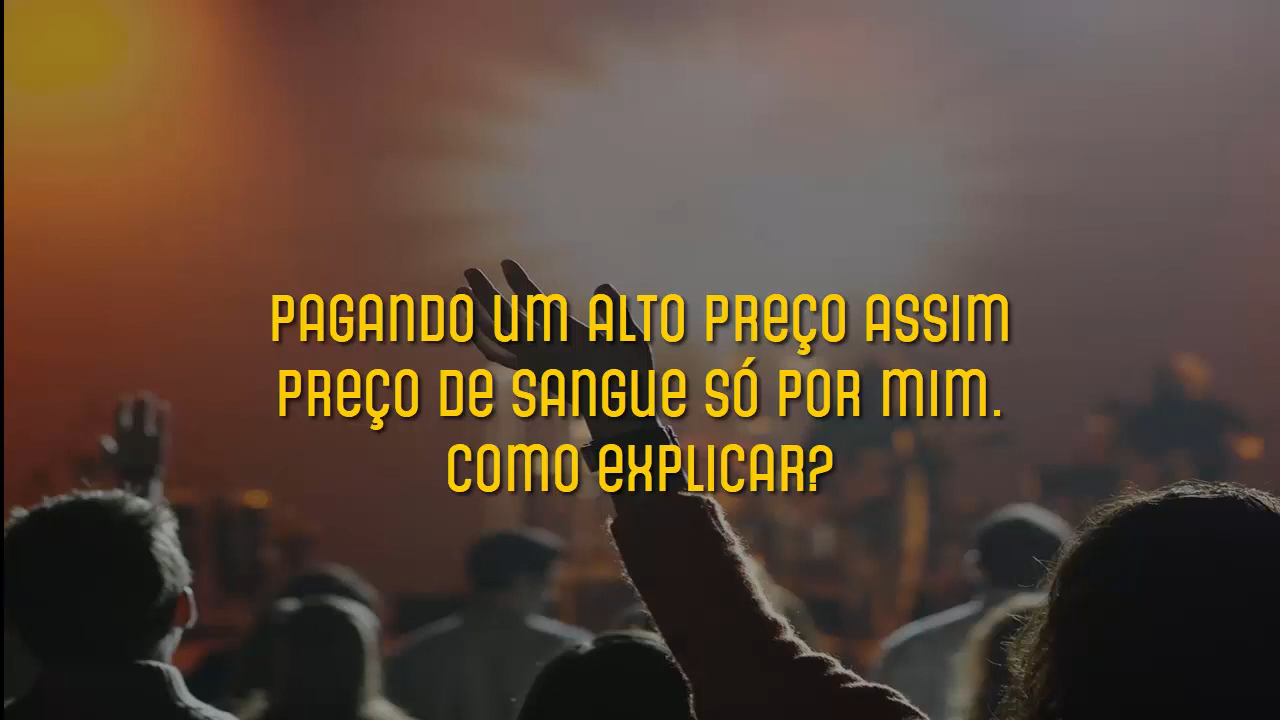 PAGANDO UM ALTO PREÇO ASSIM
PREÇO DE SANGUE SÓ POR MIM.
COMO EXPLICAR?